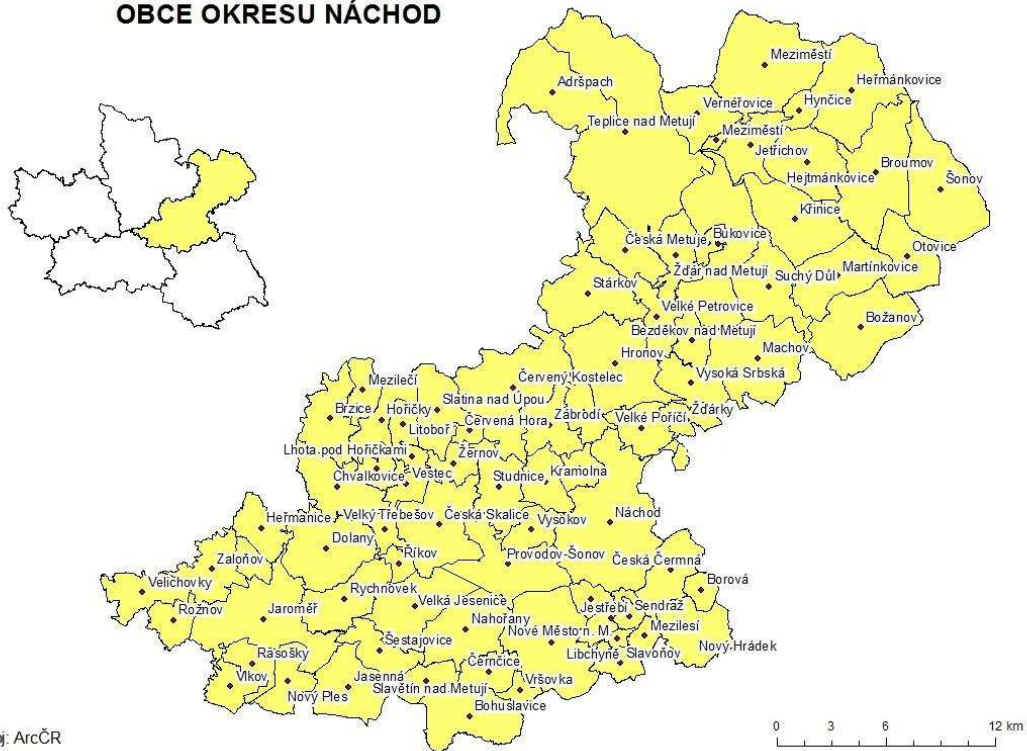 OBCE OKRESU NÁCHOD
Meziměstí
Adršpach
Heřmánkovice
Vernéřovice
Hynčice
Teplice nad Metují
Meziměstí
Jetřichov
Broumov
Hejtmánkovice
Šonov
Křinice
Česká Metuje
Bukovice
Otovice
Žďár nad Metují
Suchý Důl
Martínkovice
Stárkov
Velké Petrovice
Božanov
Bezděkov nad Metují
Hronov
Machov
Vysoká Srbská
Mezilečí
Červený Kostelec
Slatina nad Úpou
Brzice
Hořičky
Zábrodí
Velké Poříčí
Žďárky
Litoboř
Červená Hora
Lhota pod Hořičkami
Žernov
Chvalkovice
Vestec
Studnice
Kramolna
Heřmanice
Velký Třebešov
Česká Skalice
Vysokov
Náchod
Dolany
Říkov
Provodov-Šonov
Česká Čermná
Zaloňov
Velichovky
Borová
Rychnovek
Velká Jesenice
Jestřebí
Sendraž
Rožnov
Jaroměř
Nahořany
Nové Město n. M.
Mezilesí
Nový Hrádek
Šestajovice
Libchyně
Slavoňov
Rasošky
Černčice
Vlkov
Jasenná
Slavětín nad Metují
Vršovka
Nový Ples
Bohuslavice
j: ArcČR
0 3 6 12 km